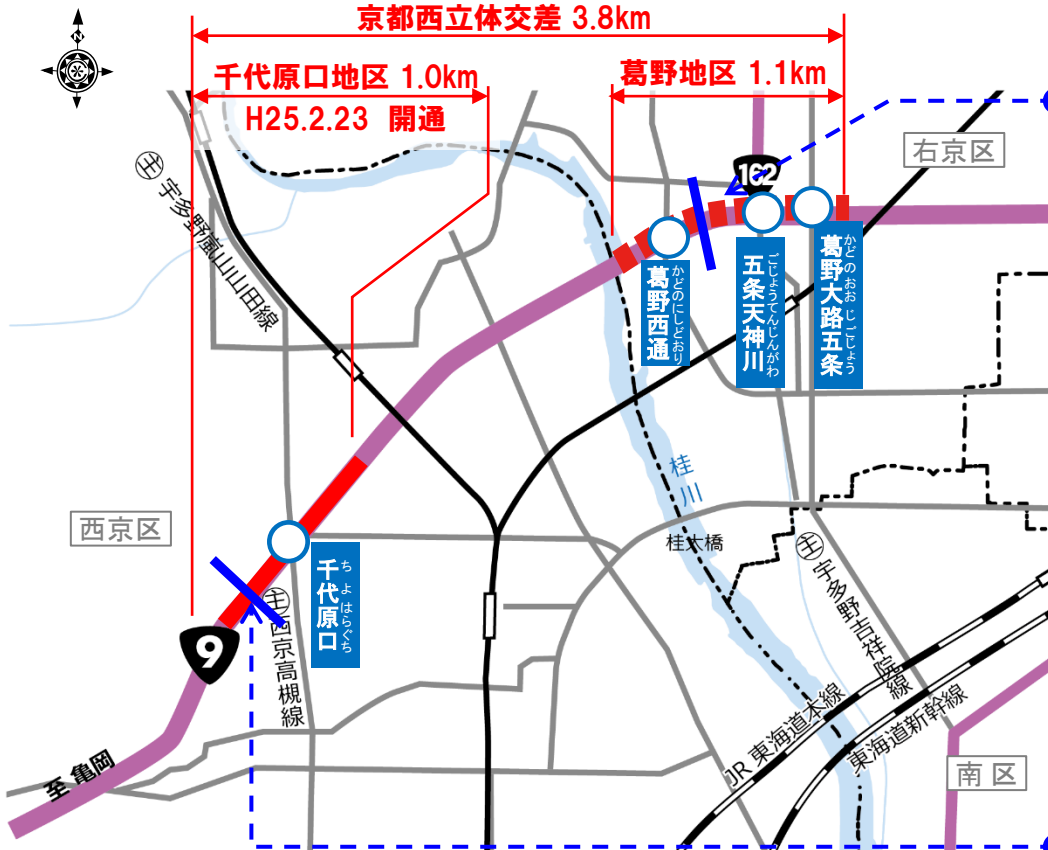 京都西立体交差 3.8km
N
千代原口地区 1.0km
H25.2.23 開通
葛野地区 1.1km
右京区
162
主 宇多野嵐山山田線
葛野西通
かどのにしどおり
五条天神川
ごじょうてんじんがわ
葛野大路五条
かどのおおじごじょう
桂川
西京区
桂大橋
千代原口
ちよはらぐち
主 西京高槻線
主 宇多野吉祥院線
9
JR 東海道本線
東海道新幹線
至 亀岡
南 区